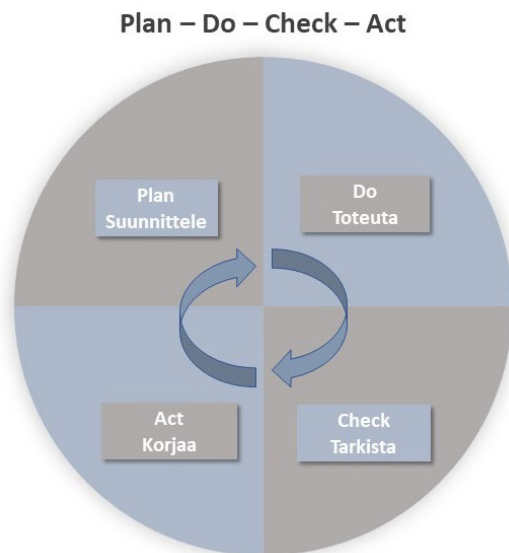 Plan – Do – Check – Act
Plan
Suunnittele
Do
Toteuta
Act
Korjaa
Check
Tarkista